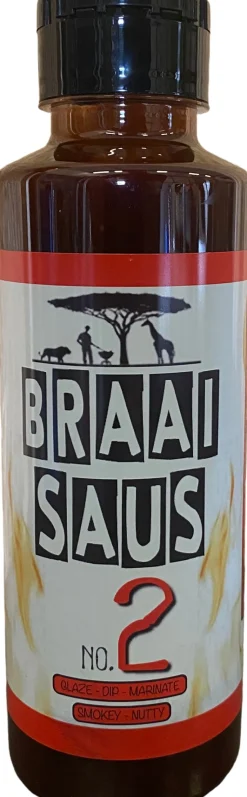 BRAAI
SAUS
NO. 2
GLAZE - DIP - MARINATE
SMOKEY - NUTTY